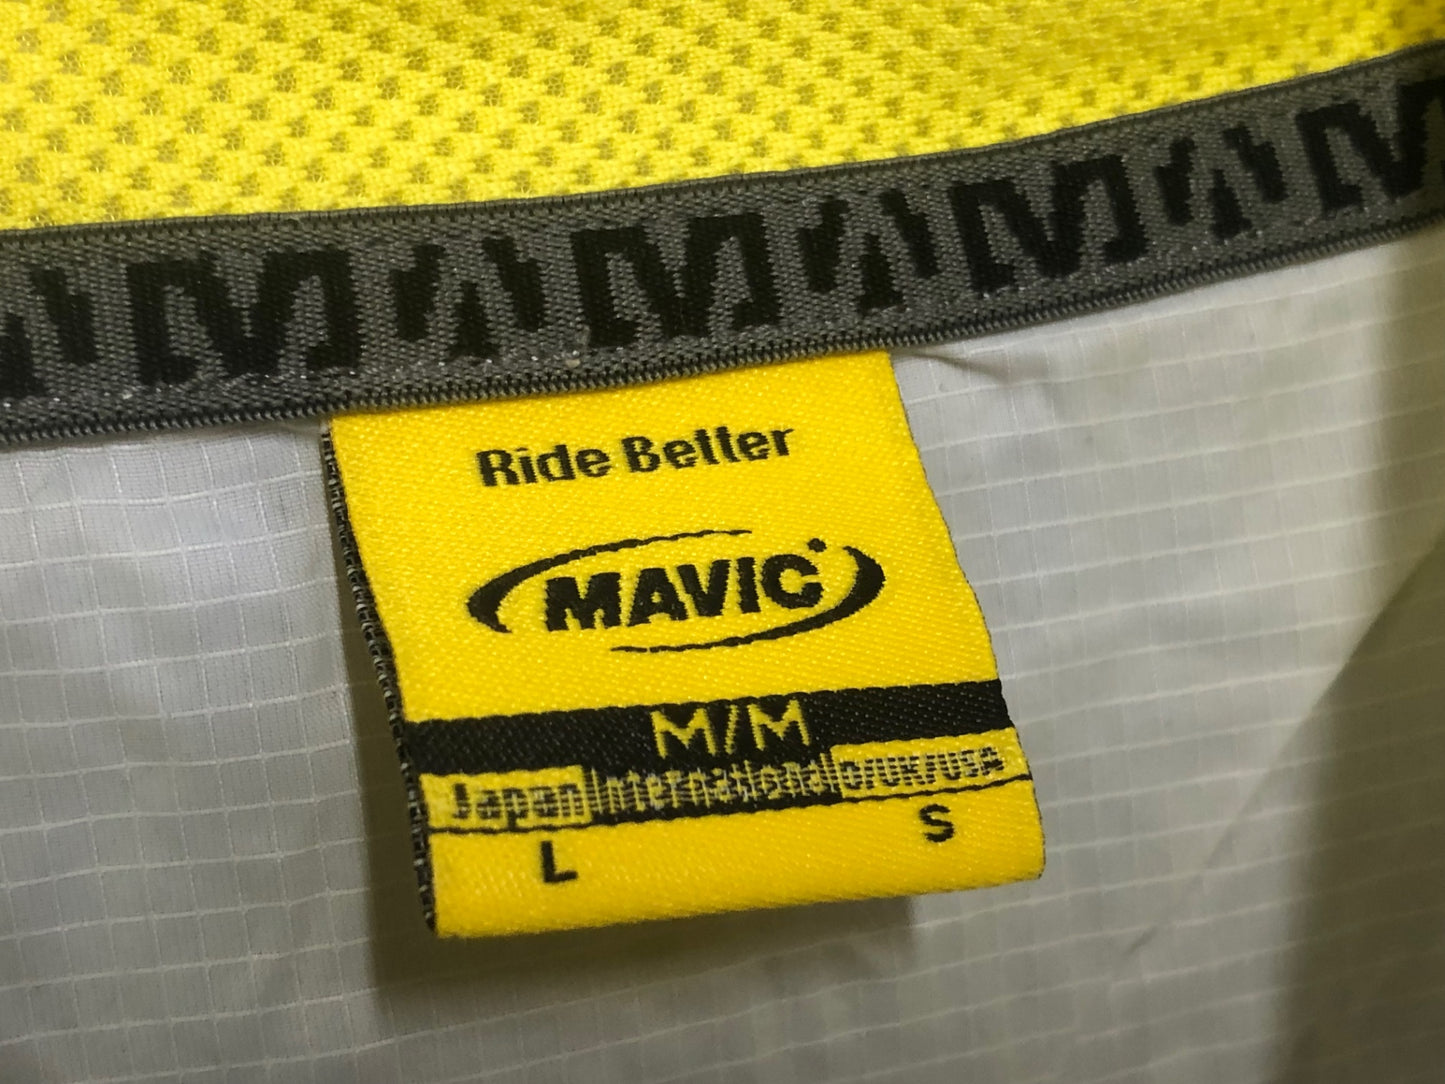 Ride Better
MAVIC
M/M
Japan International D/UK/USA
L S